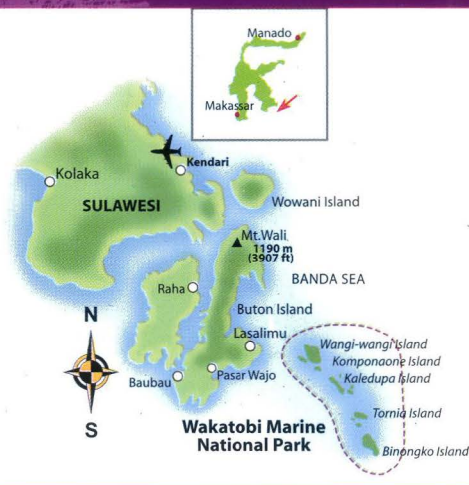 Manado
Makassar
Kendari
Kolaka
SULAWESI
Wowani Island
Mt.Wali
1190 m
(3907 ft)
BANDA SEA
Raha
Buton Island
N
Lasalimu
Wangi-wangi Island
Komponaone Island
Kaledupa Island
Baubau
Pasar Wajo
Tornia Island
S
Wakatobi Marine
National Park
Binongko Island